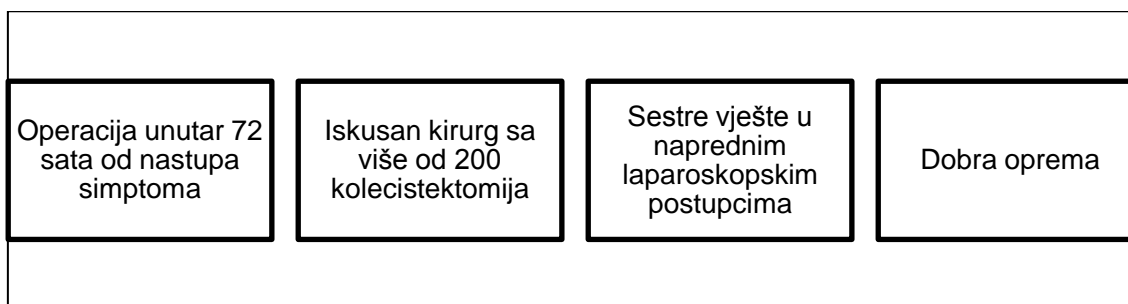 Operacija unutar 72
sata od nastupa
simptoma
Iskusan kirurg sa
više od 200
kolecistektomija
Sestre vješte u
naprednim
laparoskopskim
postupcima
Dobra oprema